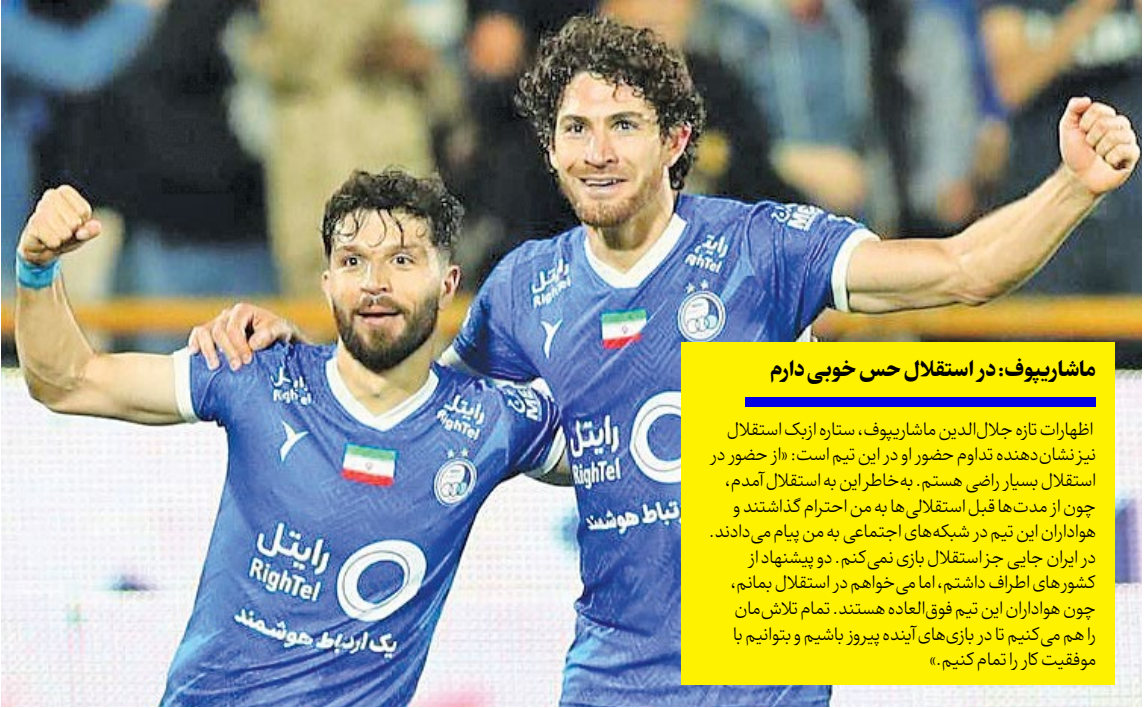 ماشاریپوف: در استقلال حس خوبی دارم
اظهارات تازه جلال‌الدین ماشاریپوف، ستاره ازبک استقلال
نیز نشان‌دهنده تداوم حضور او در این تیم است: «از حضور در
استقلال بسیار راضی هستم. به‌خاطر این به استقلال آمدم،
چون از مدت‌ها قبل استقلالی‌ها به من احترام گذاشتند و
هواداران این تیم در شبکه‌های اجتماعی به من پیام می‌دادند.
در ایران جایی جز استقلال بازی نمی‌کنم. دو پیشنهاد از
کشورهای اطراف داشتم، اما می‌خواهم در استقلال بمانم،
چون هواداران این تیم فوق‌العاده هستند. تمام تلاش‌مان
را هم می‌کنیم تا در بازی‌های آینده پیروز باشیم و بتوانیم با
موفقیت کار را تمام کنیم.»
رایتل
RighTel
رایتل
RighTel
رایتل
RighTel
هوشمند
رایتل
RighTel
رایتل
RighTel
یک ارتباط هوشمند